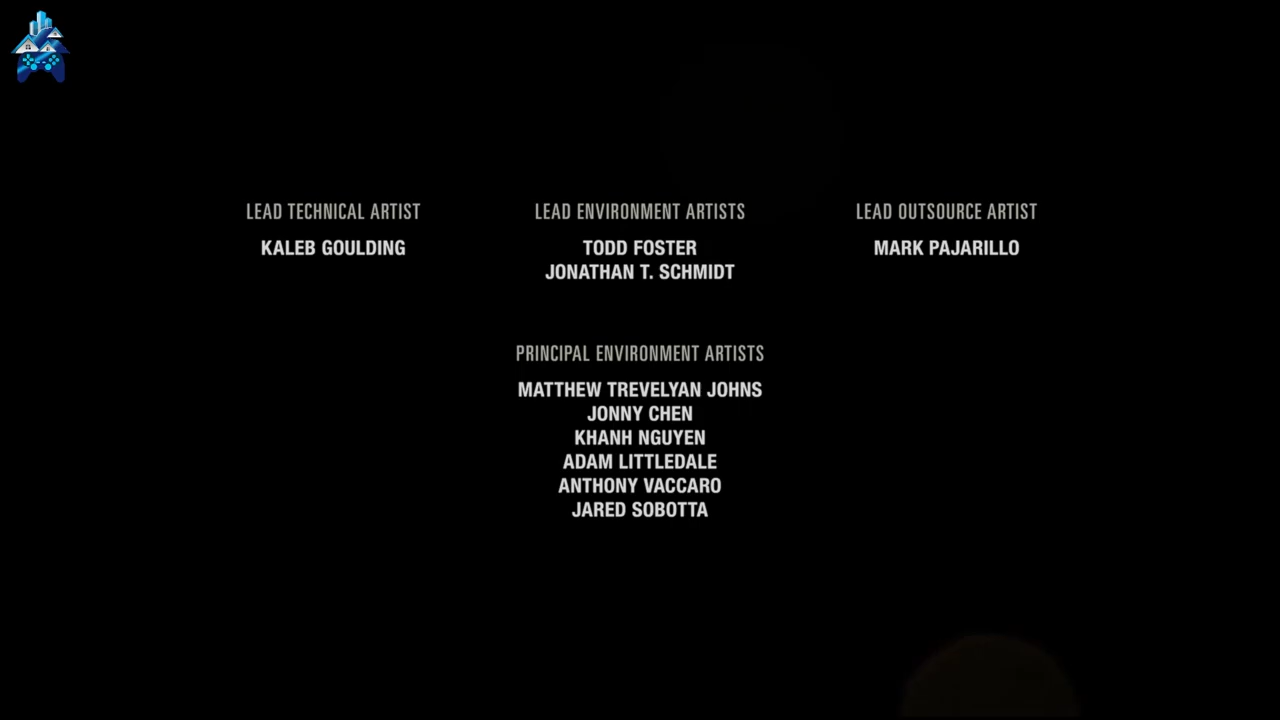 LEAD TECHNICAL ARTIST
KALEB GOULDING
LEAD ENVIRONMENT ARTISTS
TODD FOSTER
JONATHAN T. SCHMIDT
LEAD OUTSOURCE ARTIST
MARK PAJARILLO
PRINCIPAL ENVIRONMENT ARTISTS
MATTHEW TREVELYAN JOHNS
JONNY CHEN
KHANH NGUYEN
ADAM LITTLEDALE
ANTHONY VACCARO
JARED SOBOTTA